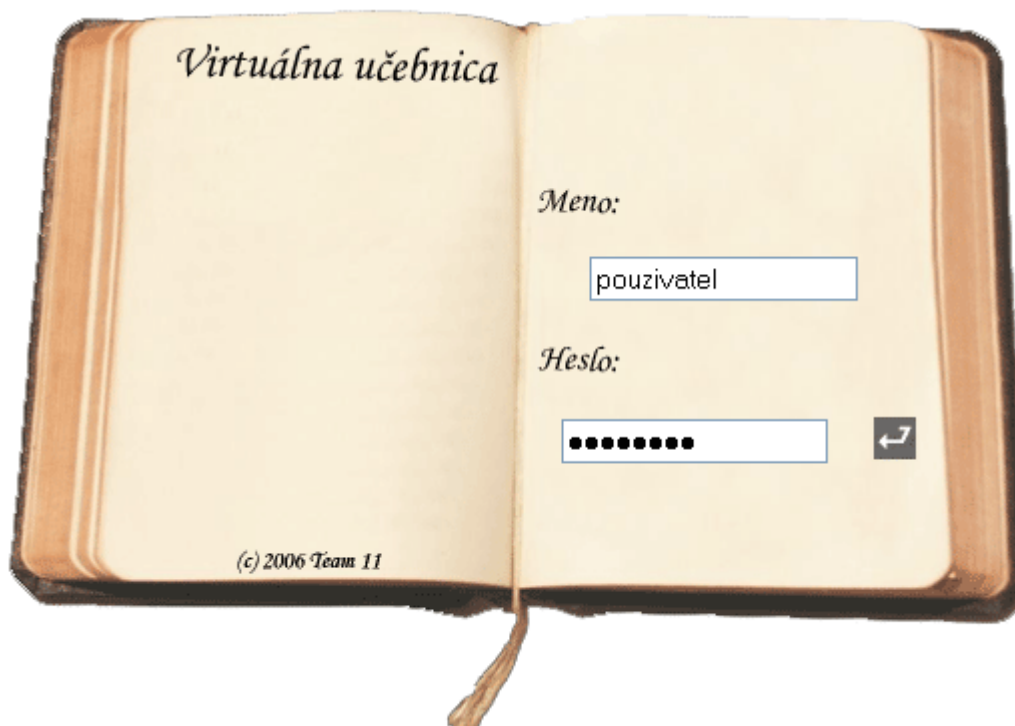 Virtuálna učebnica
(c) 2006 Team 11
Meno:
pouzivatel
Heslo:
●●●●●●●●